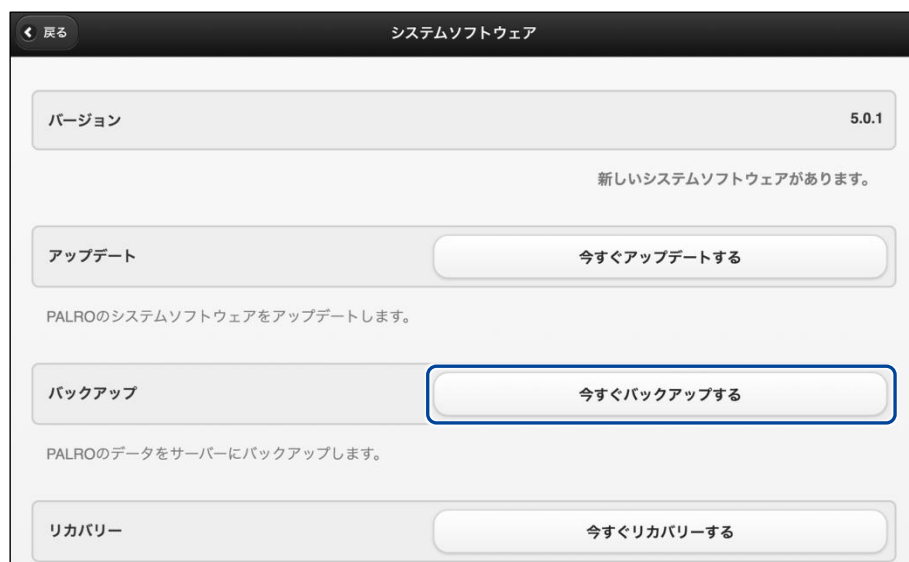 戻る
システムソフトウェア
バージョン 5.0.1
新しいシステムソフトウェアがあります。
アップデート 今すぐアップデートする
PALROのシステムソフトウェアをアップデートします。
バックアップ 今すぐバックアップする
PALROのデータをサーバーにバックアップします。
リカバリー 今すぐリカバリーする